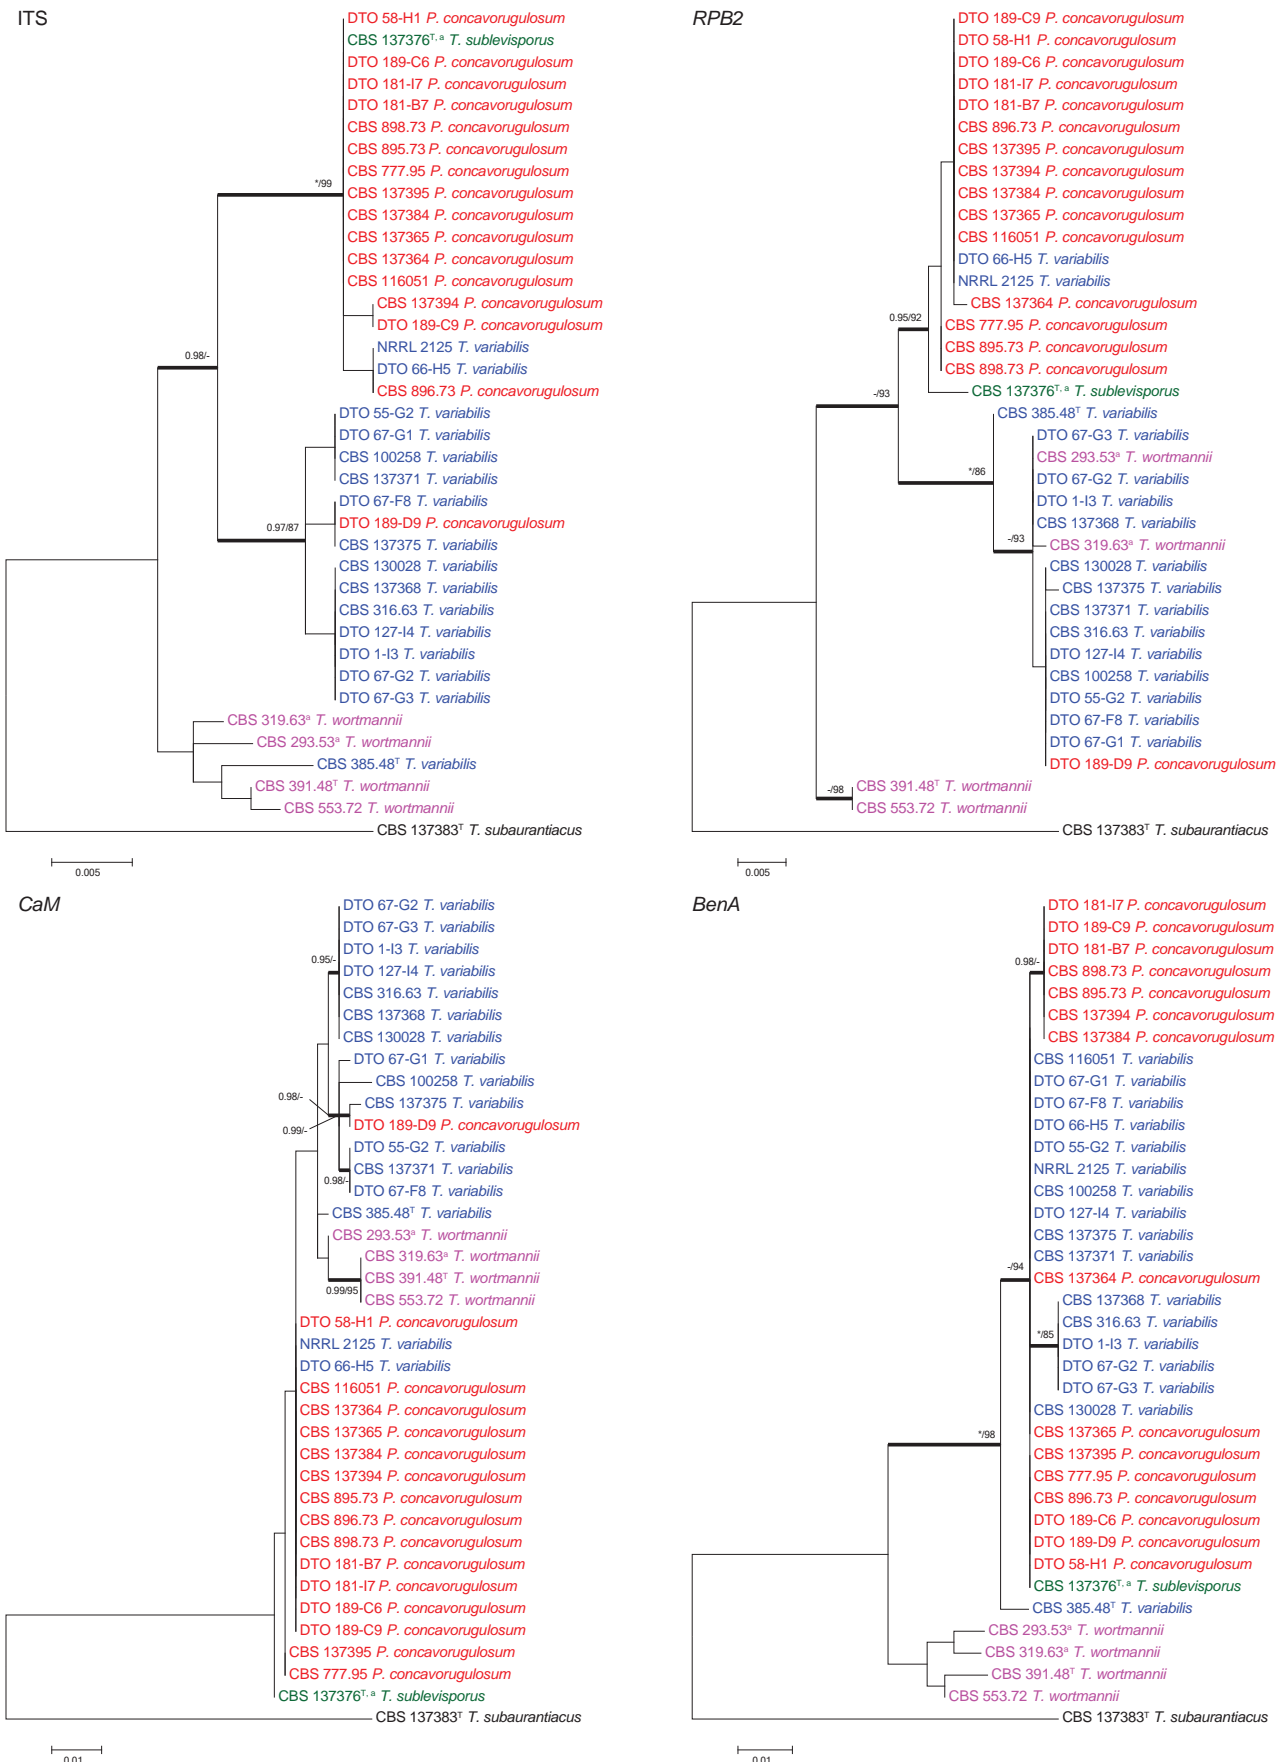 ITS
DTO 58-H1 P. concavorugulosum
CBS 137376T, a T. sublevisporus
DTO 189-C6 P. concavorugulosum
DTO 181-I7 P. concavorugulosum
DTO 181-B7 P. concavorugulosum
CBS 898.73 P. concavorugulosum
CBS 895.73 P. concavorugulosum
CBS 777.95 P. concavorugulosum
*/99
CBS 137395 P. concavorugulosum
CBS 137384 P. concavorugulosum
CBS 137365 P. concavorugulosum
CBS 137364 P. concavorugulosum
CBS 116051 P. concavorugulosum
CBS 137394 P. concavorugulosum
DTO 189-C9 P. concavorugulosum
NRRL 2125 T. variabilis
0.98/-
DTO 66-H5 T. variabilis
CBS 896.73 P. concavorugulosum
DTO 55-G2 T. variabilis
DTO 67-G1 T. variabilis
CBS 100258 T. variabilis
CBS 137371 T. variabilis
DTO 67-F8 T. variabilis
0.97/87
DTO 189-D9 P. concavorugulosum
CBS 137375 T. variabilis
CBS 130028 T. variabilis
CBS 137368 T. variabilis
CBS 316.63 T. variabilis
DTO 127-I4 T. variabilis
DTO 1-I3 T. variabilis
DTO 67-G2 T. variabilis
DTO 67-G3 T. variabilis
CBS 319.63a T. wortmannii
CBS 293.53a T. wortmannii
CBS 385.48T T. variabilis
CBS 391.48T T. wortmannii
CBS 553.72 T. wortmannii
CBS 137383T T. subaurantiacus
0.005
RPB2
DTO 189-C9 P. concavorugulosum
DTO 58-H1 P. concavorugulosum
DTO 189-C6 P. concavorugulosum
DTO 181-I7 P. concavorugulosum
DTO 181-B7 P. concavorugulosum
CBS 896.73 P. concavorugulosum
CBS 137395 P. concavorugulosum
CBS 137394 P. concavorugulosum
CBS 137384 P. concavorugulosum
CBS 137365 P. concavorugulosum
CBS 116051 P. concavorugulosum
DTO 66-H5 T. variabilis
NRRL 2125 T. variabilis
CBS 137364 P. concavorugulosum
0.95/92
CBS 777.95 P. concavorugulosum
CBS 895.73 P. concavorugulosum
CBS 898.73 P. concavorugulosum
CBS 137376T, a T. sublevisporus
-/93
CBS 385.48T T. variabilis
DTO 67-G3 T. variabilis
CBS 293.53a T. wortmannii
*/86
DTO 67-G2 T. variabilis
DTO 1-I3 T. variabilis
CBS 137368 T. variabilis
-/93
CBS 319.63a T. wortmannii
CBS 130028 T. variabilis
CBS 137375 T. variabilis
CBS 137371 T. variabilis
CBS 316.63 T. variabilis
DTO 127-I4 T. variabilis
CBS 100258 T. variabilis
DTO 55-G2 T. variabilis
DTO 67-F8 T. variabilis
DTO 67-G1 T. variabilis
DTO 189-D9 P. concavorugulosum
-/98
CBS 391.48T T. wortmannii
CBS 553.72 T. wortmannii
CBS 137383T T. subaurantiacus
0.005
CaM
DTO 67-G2 T. variabilis
DTO 67-G3 T. variabilis
DTO 1-I3 T. variabilis
0.95/-
DTO 127-I4 T. variabilis
CBS 316.63 T. variabilis
CBS 137368 T. variabilis
CBS 130028 T. variabilis
DTO 67-G1 T. variabilis
CBS 100258 T. variabilis
0.98/-
CBS 137375 T. variabilis
DTO 189-D9 P. concavorugulosum
0.99/-
DTO 55-G2 T. variabilis
CBS 137371 T. variabilis
0.98/-
DTO 67-F8 T. variabilis
CBS 385.48T T. variabilis
CBS 293.53a T. wortmannii
CBS 319.63a T. wortmannii
CBS 391.48T T. wortmannii
0.99/95
CBS 553.72 T. wortmannii
DTO 58-H1 P. concavorugulosum
NRRL 2125 T. variabilis
DTO 66-H5 T. variabilis
CBS 116051 P. concavorugulosum
CBS 137364 P. concavorugulosum
CBS 137365 P. concavorugulosum
CBS 137384 P. concavorugulosum
CBS 137394 P. concavorugulosum
CBS 895.73 P. concavorugulosum
CBS 896.73 P. concavorugulosum
CBS 898.73 P. concavorugulosum
DTO 181-B7 P. concavorugulosum
DTO 181-I7 P. concavorugulosum
DTO 189-C6 P. concavorugulosum
DTO 189-C9 P. concavorugulosum
CBS 137395 P. concavorugulosum
CBS 777.95 P. concavorugulosum
CBS 137376T, a T. sublevisporus
CBS 137383T T. subaurantiacus
0.01
BenA
DTO 181-I7 P. concavorugulosum
DTO 189-C9 P. concavorugulosum
DTO 181-B7 P. concavorugulosum
0.98/-
CBS 898.73 P. concavorugulosum
CBS 895.73 P. concavorugulosum
CBS 137394 P. concavorugulosum
CBS 137384 P. concavorugulosum
CBS 116051 T. variabilis
DTO 67-G1 T. variabilis
DTO 67-F8 T. variabilis
DTO 66-H5 T. variabilis
DTO 55-G2 T. variabilis
NRRL 2125 T. variabilis
CBS 100258 T. variabilis
DTO 127-I4 T. variabilis
CBS 137375 T. variabilis
CBS 137371 T. variabilis
-/94
CBS 137364 P. concavorugulosum
CBS 137368 T. variabilis
CBS 316.63 T. variabilis
*/85
DTO 1-I3 T. variabilis
DTO 67-G2 T. variabilis
DTO 67-G3 T. variabilis
CBS 130028 T. variabilis
*/98
CBS 137365 P. concavorugulosum
CBS 137395 P. concavorugulosum
CBS 777.95 P. concavorugulosum
CBS 896.73 P. concavorugulosum
DTO 189-C6 P. concavorugulosum
DTO 189-D9 P. concavorugulosum
DTO 58-H1 P. concavorugulosum
CBS 137376T, a T. sublevisporus
CBS 385.48T T. variabilis
CBS 293.53a T. wortmannii
CBS 319.63a T. wortmannii
CBS 391.48T T. wortmannii
CBS 553.72 T. wortmannii
CBS 137383T T. subaurantiacus
0.01